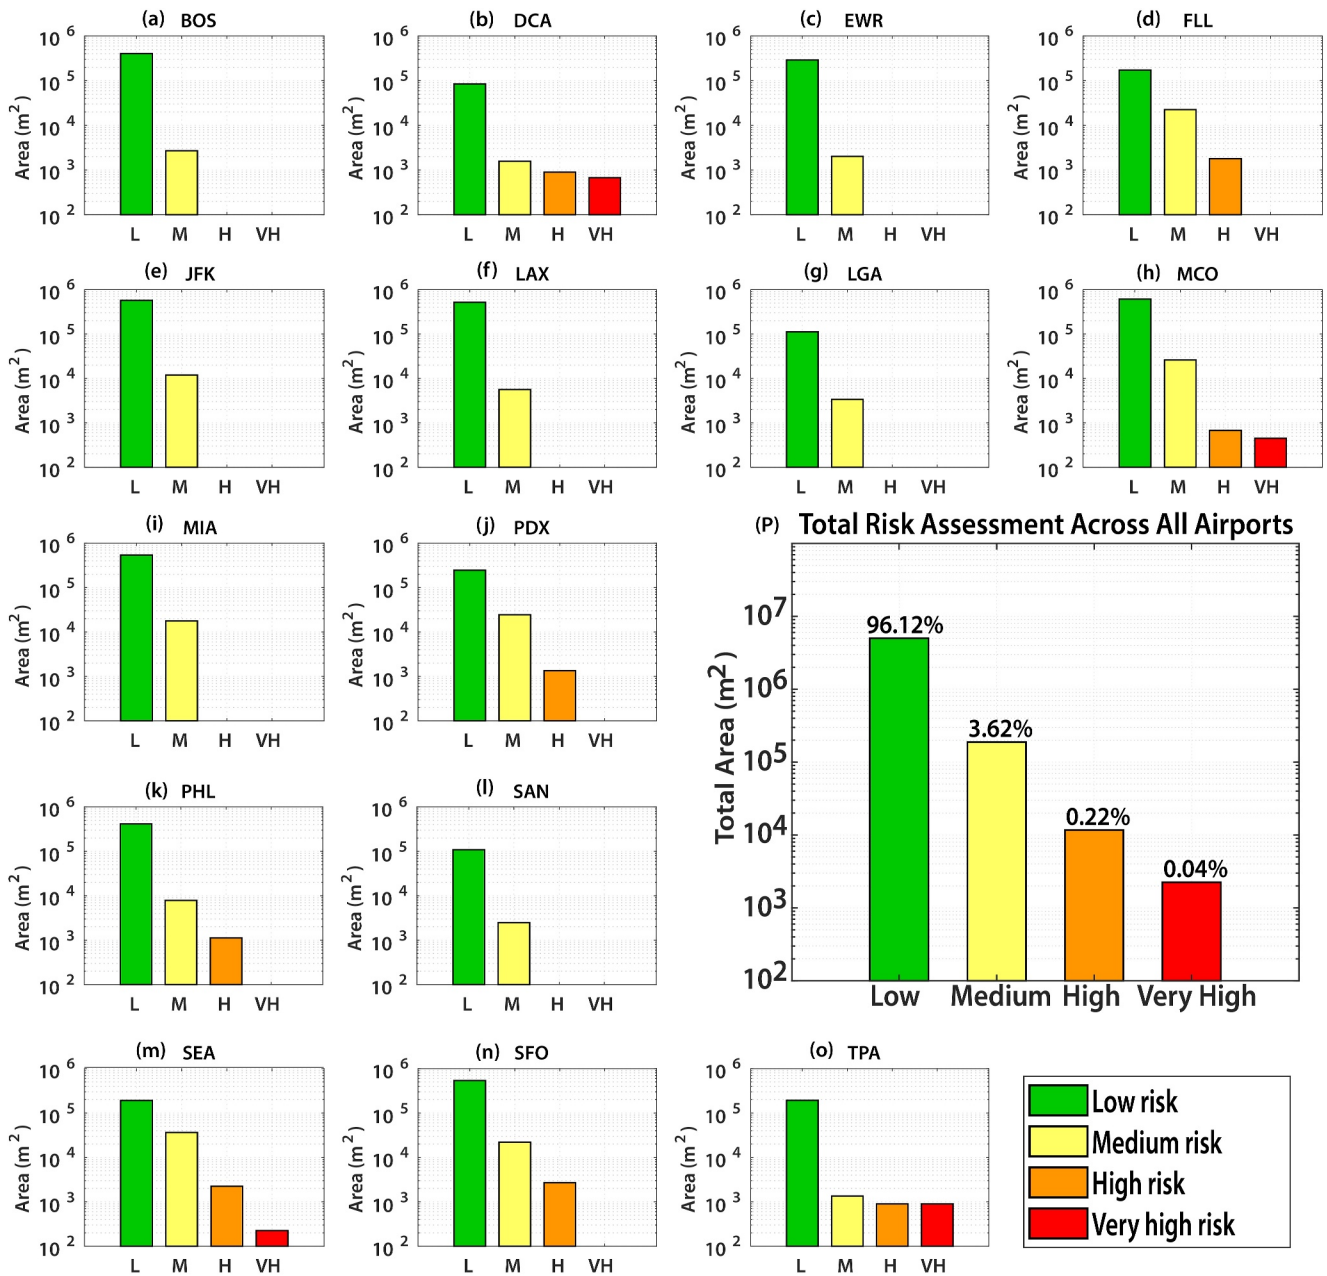 (a) BOS
10^6
10^5
10^4
10^3
10^2
Area (m^2)
L M H VH
(b) DCA
10^6
10^5
10^4
10^3
10^2
Area (m^2)
L M H VH
(c) EWR
10^6
10^5
10^4
10^3
10^2
Area (m^2)
L M H VH
(d) FLL
10^6
10^5
10^4
10^3
10^2
Area (m^2)
L M H VH
(e) JFK
10^6
10^5
10^4
10^3
10^2
Area (m^2)
L M H VH
(f) LAX
10^6
10^5
10^4
10^3
10^2
Area (m^2)
L M H VH
(g) LGA
10^6
10^5
10^4
10^3
10^2
Area (m^2)
L M H VH
(h) MCO
10^6
10^5
10^4
10^3
10^2
Area (m^2)
L M H VH
(i) MIA
10^6
10^5
10^4
10^3
10^2
Area (m^2)
L M H VH
(j) PDX
10^6
10^5
10^4
10^3
10^2
Area (m^2)
L M H VH
(P) Total Risk Assessment Across All Airports
10^7
10^6
10^5
10^4
10^3
10^2
Total Area (m^2)
96.12%
3.62%
0.22%
0.04%
Low Medium High Very High
(k) PHL
10^6
10^5
10^4
10^3
10^2
Area (m^2)
L M H VH
(l) SAN
10^6
10^5
10^4
10^3
10^2
Area (m^2)
L M H VH
(m) SEA
10^6
10^5
10^4
10^3
10^2
Area (m^2)
L M H VH
(n) SFO
10^6
10^5
10^4
10^3
10^2
Area (m^2)
L M H VH
(o) TPA
10^6
10^5
10^4
10^3
10^2
Area (m^2)
L M H VH
Low risk
Medium risk
High risk
Very high risk